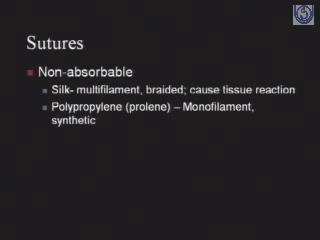 Sutures
Non-absorbable
Silk- multifilament, braided; cause tissue reaction
Polypropylene (prolene) – Monofilament,
synthetic